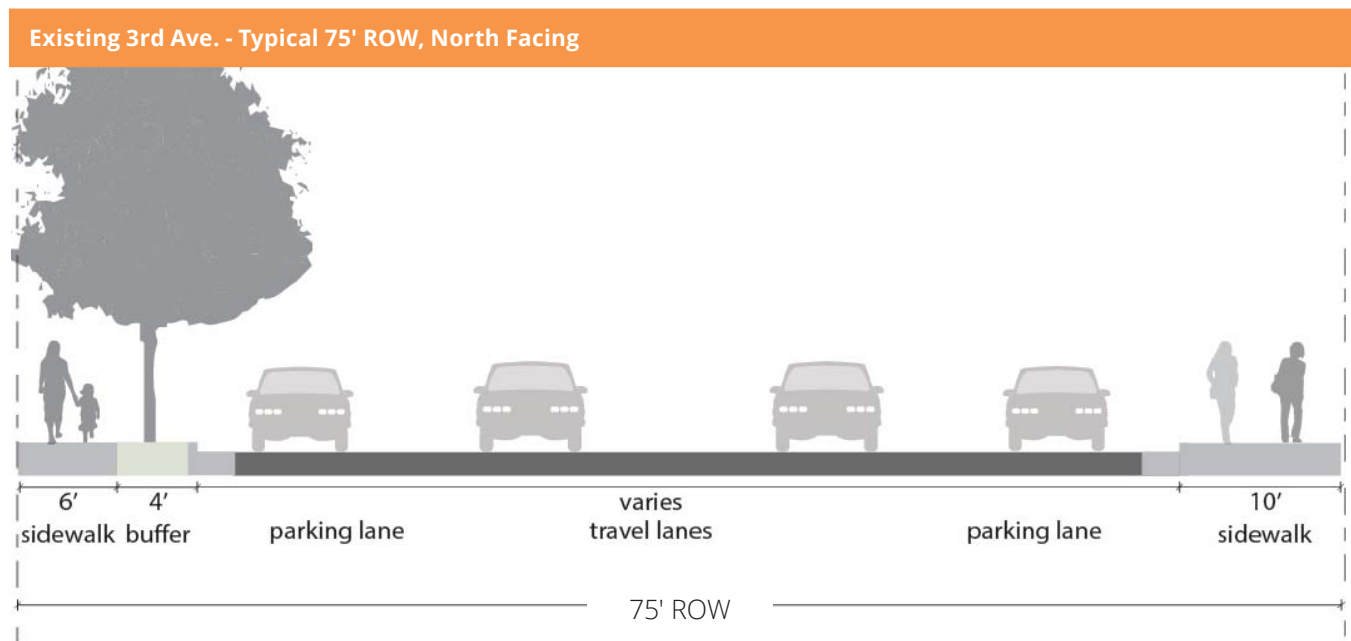 Existing 3rd Ave. - Typical 75' ROW, North Facing
6’ 4’ varies 10’
sidewalk buffer parking lane travel lanes parking lane sidewalk
75' ROW